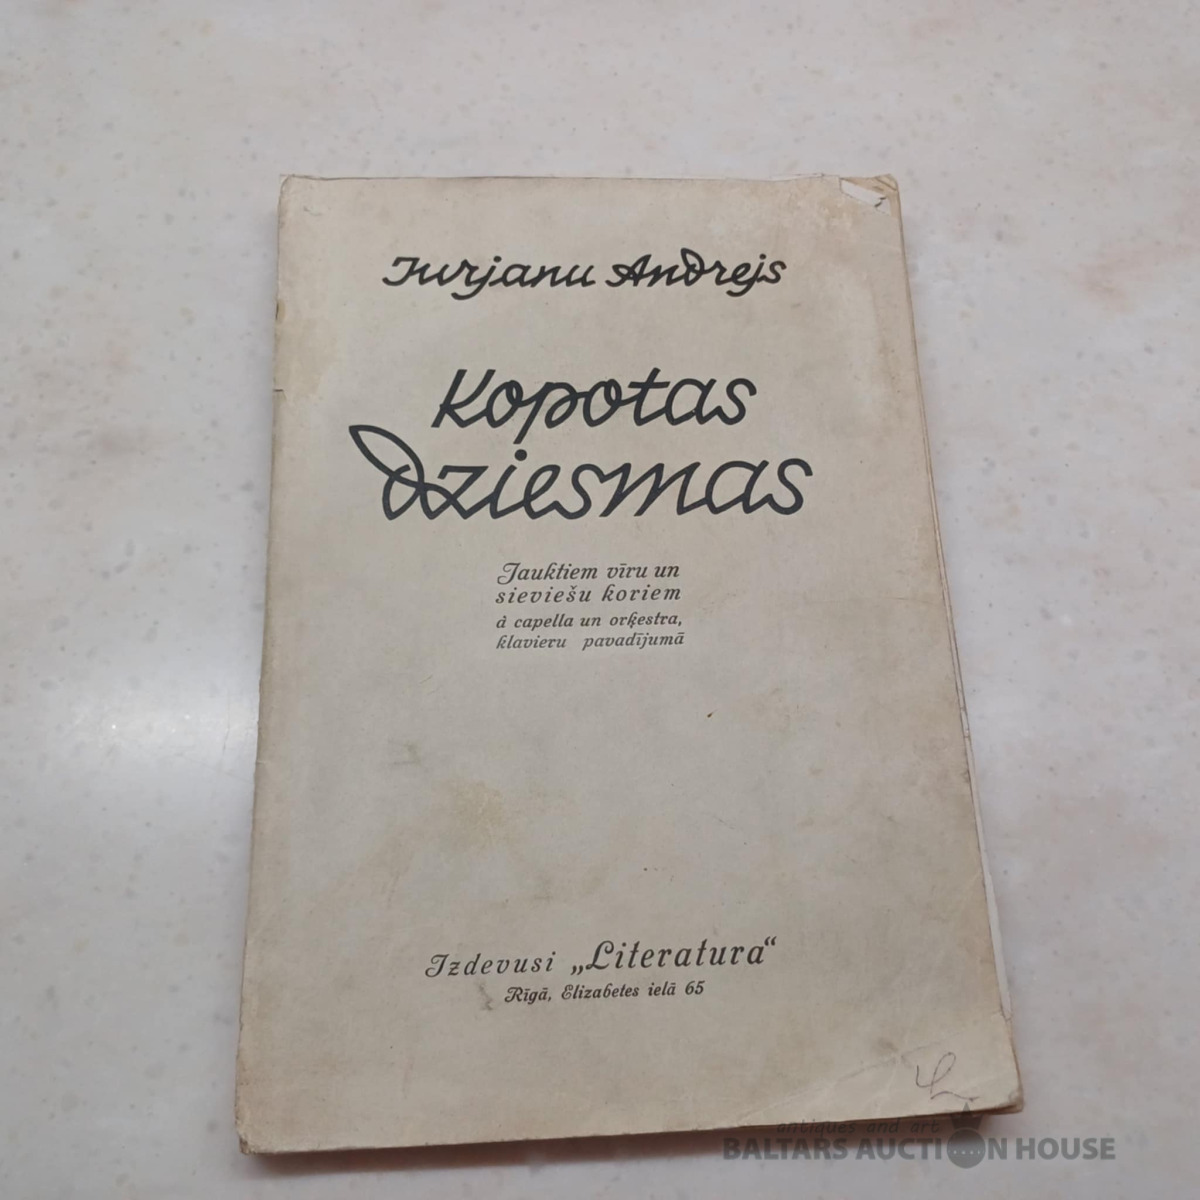 Jurjanu Andrejs
Kopotas
dziesmas
Jauktiem vīru un
sieviešu koriem
à capella un orķestra,
klavieru pavadījumā
Izdevusi „Literatura“
Rīgā, Elizabetes ielā 65
antiques and art
BALTARS AUCTION HOUSE